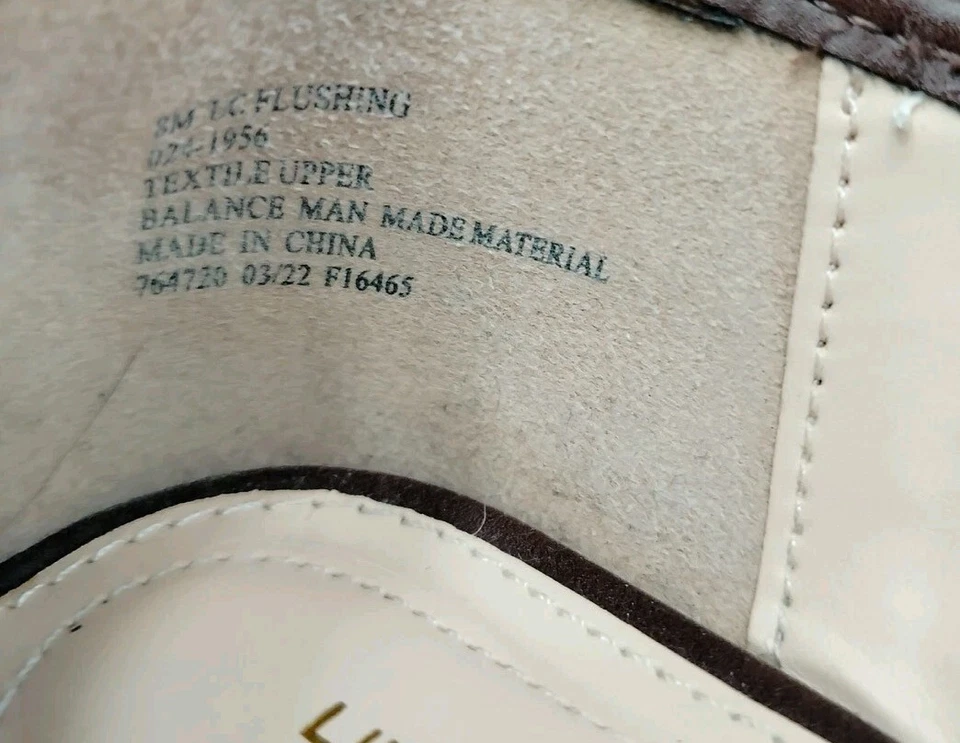 8M LC FLUSHING
024-1956
TEXTILE UPPER
BALANCE MAN MADE MATERIAL
MADE IN CHINA
764720 03/22 F16465